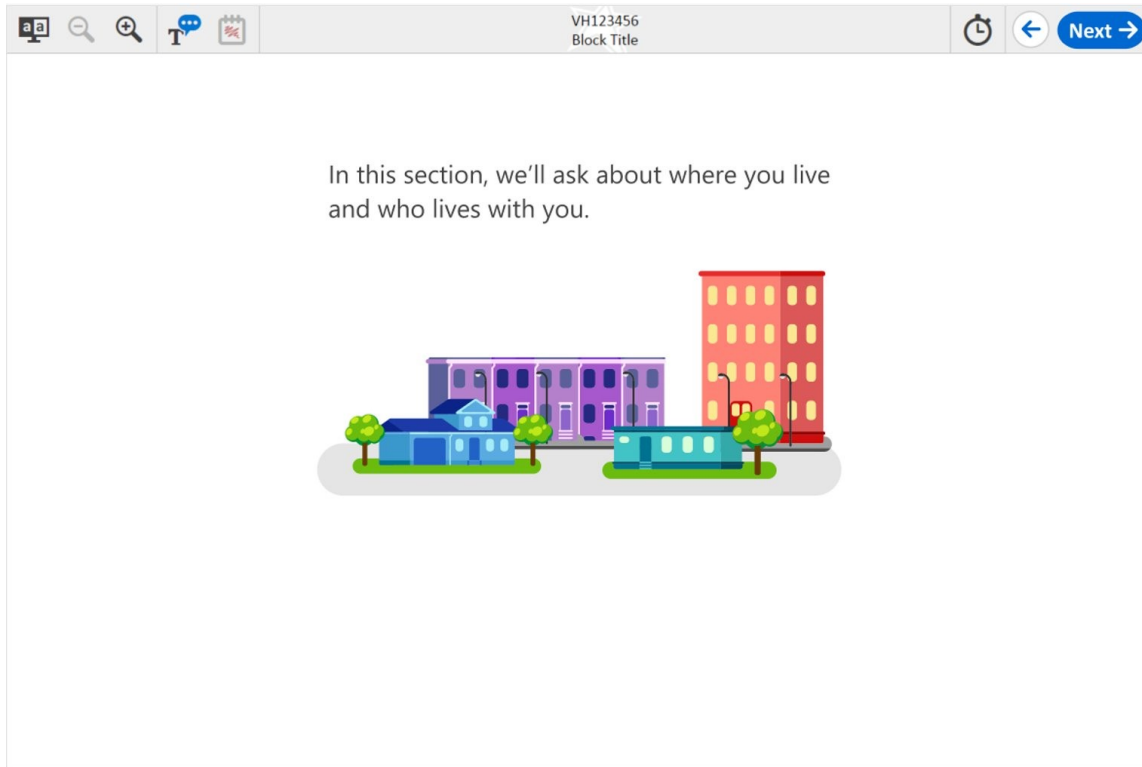 VH123456
Block Title
Next
In this section, we'll ask about where you live
and who lives with you.